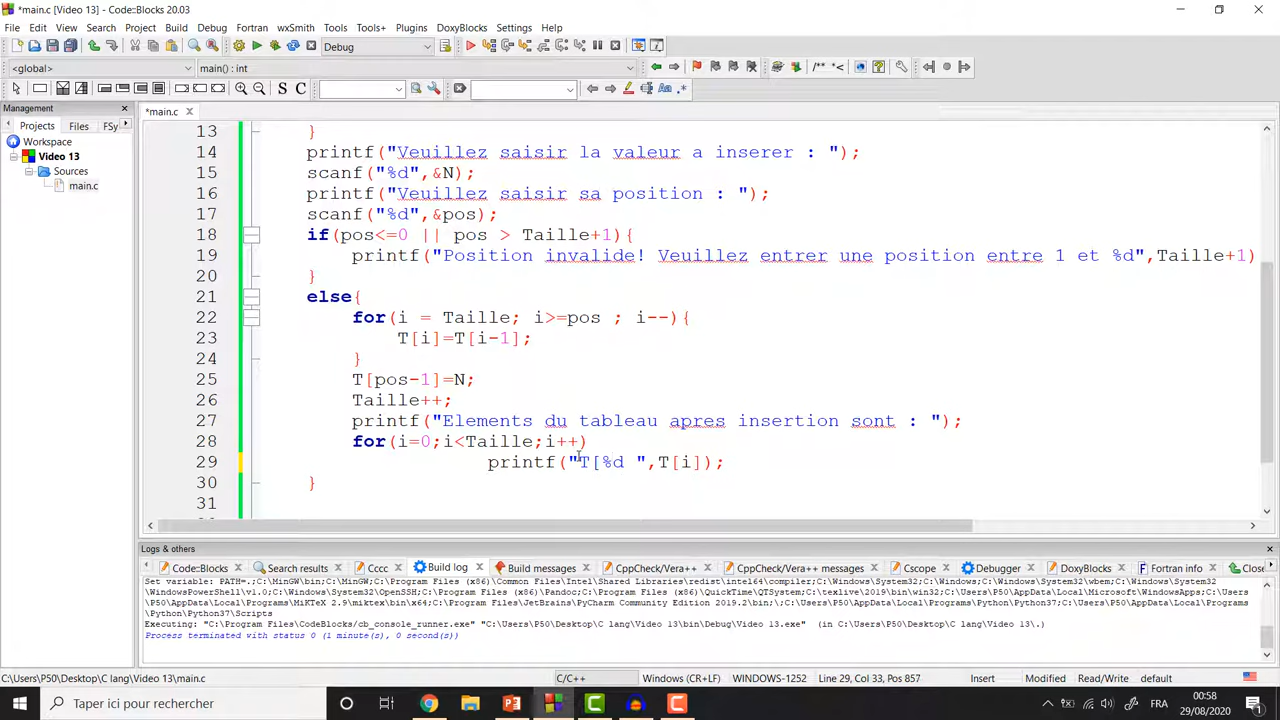 *main.c [Video 13] - Code::Blocks 20.03
File Edit View Search Project Build Debug Fortran wxSmith Tools Tools+ Plugins DoxyBlocks Settings Help
Debug
<global> main() : int
/** *<
S C
Management
Projects Files FSy
Workspace
Video 13
Sources
main.c
*main.c
13 }
14 printf("Veuillez saisir la valeur a inserer : ");
15 scanf("%d",&N);
16 printf("Veuillez saisir sa position : ");
17 scanf("%d",&pos);
18 if(pos<=0 || pos > Taille+1){
19 printf("Position invalide! Veuillez entrer une position entre 1 et %d",Taille+1)
20 }
21 else{
22 for(i = Taille; i>=pos ; i--){
23 T[i]=T[i-1];
24 }
25 T[pos-1]=N;
26 Taille++;
27 printf("Elements du tableau apres insertion sont : ");
28 for(i=0;i<Taille;i++)
29 printf("T[%d ",T[i]);
30 }
31
Logs & others
Code::Blocks Search results Cccc Build log Build messages CppCheck/Vera++ CppCheck/Vera++ messages Cscope Debugger DoxyBlocks Fortran info Close
Set variable: PATH=.;C:\MinGW\bin;C:\MinGW;C:\Program Files (x86)\Common Files\Intel\Shared Libraries\redist\intel64\compiler;C:\Windows\System32;C:\Windows;C:\Windows\System32\wbem;C:\Windows\System32
\WindowsPowerShell\v1.0;C:\Windows\System32\OpenSSH;C:\Program Files (x86)\Pandoc;C:\Program Files (x86)\QuickTime\QTSystem;C:\texlive\2019\bin\win32;C:\Users\P50\AppData\Local\Microsoft\WindowsApps;C:\Users
\P50\AppData\Local\Programs\MiKTeX 2.9\miktex\bin\x64;C:\Program Files\JetBrains\PyCharm Community Edition 2019.2\bin;;C:\Users\P50\AppData\Local\Programs\Python\Python37;C:\Users\P50\AppData\Local\Programs
\Python\Python37\Scripts
Executing: "C:\Program Files\CodeBlocks/cb_console_runner.exe" "C:\Users\P50\Desktop\C lang\Video 13\bin\Debug\Video 13.exe" (in C:\Users\P50\Desktop\C lang\Video 13\.)
Process terminated with status 0 (1 minute(s), 0 second(s))
C:\Users\P50\Desktop\C lang\Video 13\main.c C/C++ Windows (CR+LF) WINDOWS-1252 Line 29, Col 33, Pos 857 Insert Modified Read/Write default
Taper ici pour rechercher FRA 00:58
29/08/2020